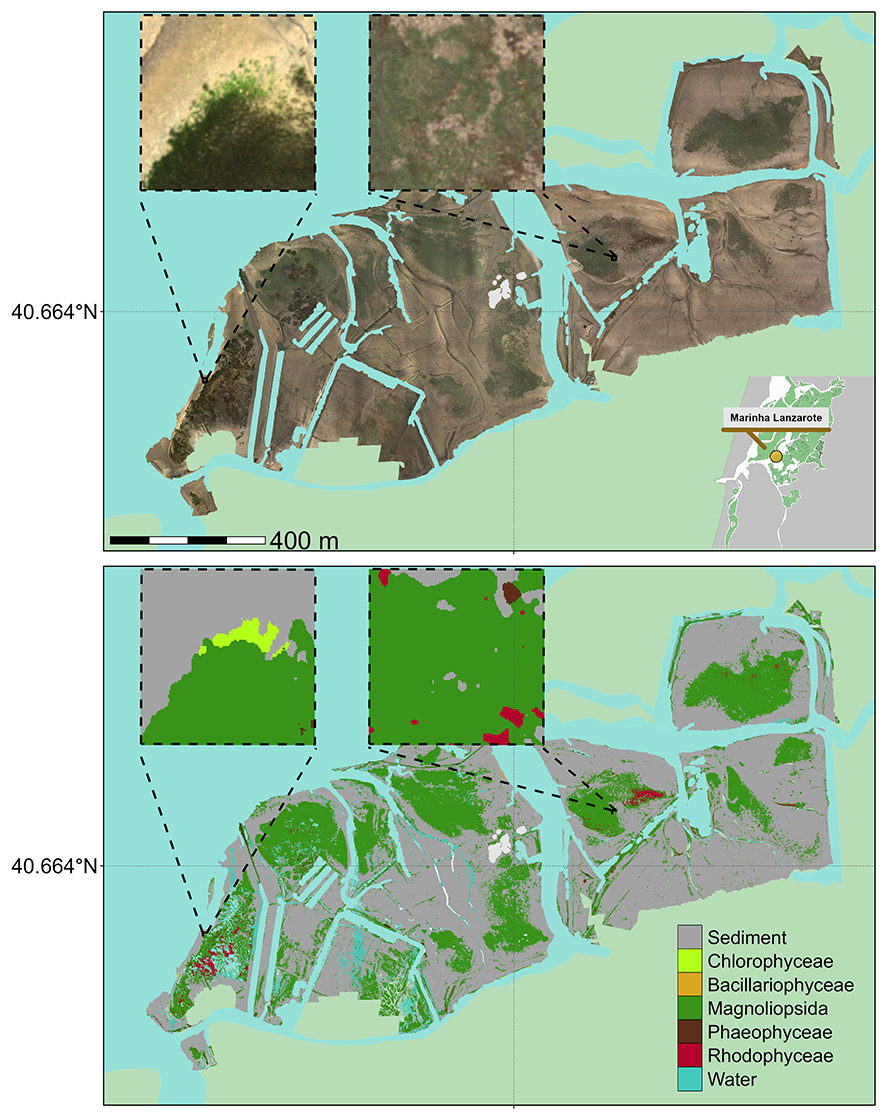 40.664°N
Marinha Lanzarote
400 m
40.664°N
Sediment
Chlorophyceae
Bacillariophyceae
Magnoliopsida
Phaeophyceae
Rhodophyceae
Water